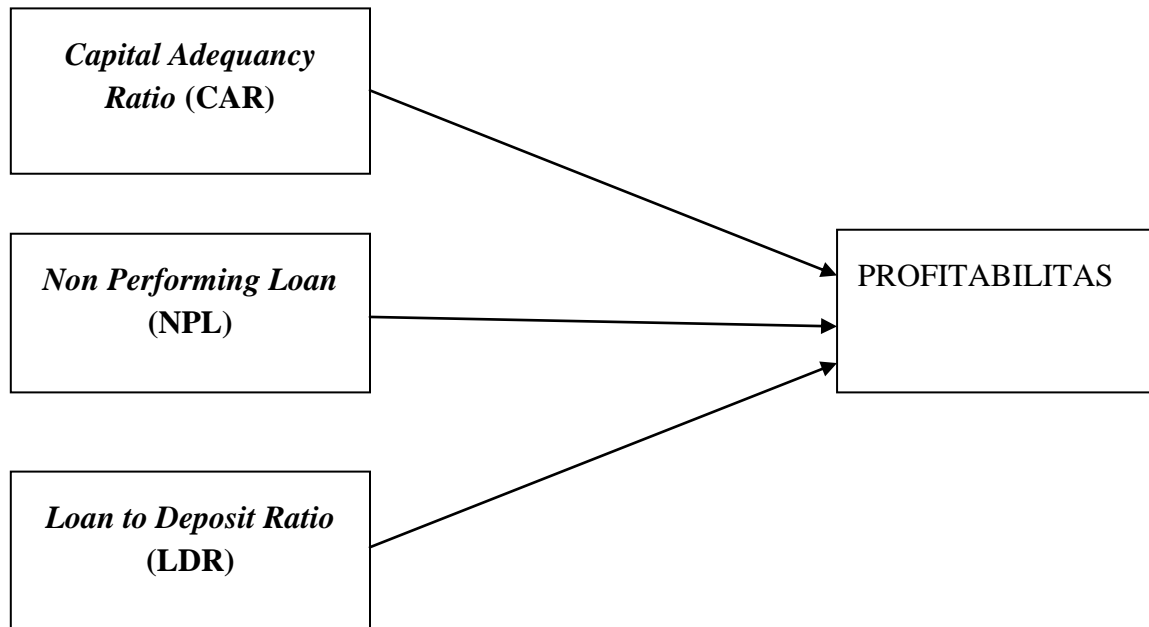 Capital Adequancy
Ratio (CAR)
Non Performing Loan
(NPL)
PROFITABILITAS
Loan to Deposit Ratio
(LDR)